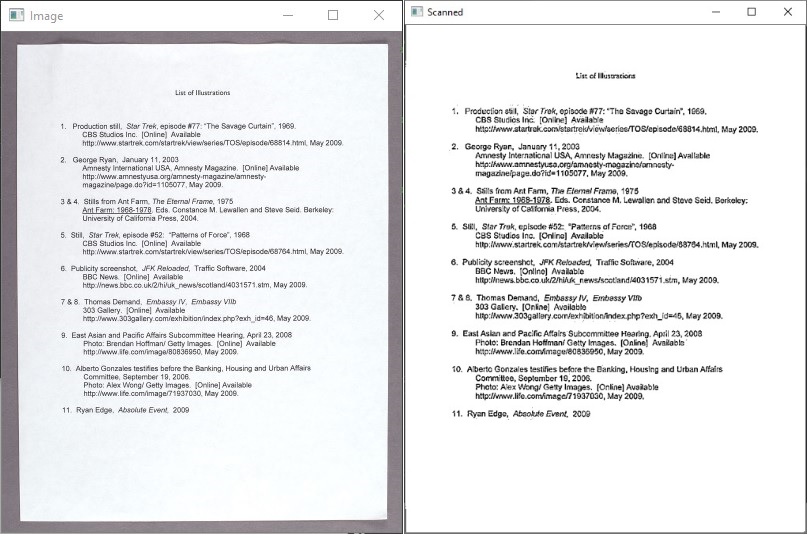 Image
List of Illustrations
1. Production still, Star Trek, episode #77: "The Savage Curtain", 1969.
CBS Studios Inc. [Online] Available
http://www.startrek.com/startrek/view/series/TOS/episode/68814.html, May 2009.
2. George Ryan, January 11, 2003
Amnesty International USA, Amnesty Magazine. [Online] Available
http://www.amnestyusa.org/amnesty-magazine/amnesty-
magazine/page.do?id=1105077, May 2009.
3 & 4. Stills from Ant Farm, The Eternal Frame, 1975
Ant Farm: 1968-1978. Eds. Constance M. Lewallen and Steve Seid. Berkeley:
University of California Press, 2004.
5. Still, Star Trek, episode #52: "Patterns of Force", 1968
CBS Studios Inc. [Online] Available
http://www.startrek.com/startrek/view/series/TOS/episode/68764.html, May 2009.
6. Publicity screenshot, JFK Reloaded, Traffic Software, 2004
BBC News. [Online] Available
http://news.bbc.co.uk/2/hi/uk_news/scotland/4031571.stm, May 2009.
7 & 8. Thomas Demand, Embassy IV, Embassy VIIb
303 Gallery. [Online] Available
http://www.303gallery.com/exhibition/index.php?exh_id=46, May 2009.
9. East Asian and Pacific Affairs Subcommittee Hearing, April 23, 2008
Photo: Brendan Hoffman/ Getty Images. [Online] Available
http://www.life.com/image/80836950, May 2009.
10. Alberto Gonzales testifies before the Banking, Housing and Urban Affairs
Committee, September 19, 2006.
Photo: Alex Wong/ Getty Images. [Online] Available
http://www.life.com/image/71937030, May 2009.
11. Ryan Edge, Absolute Event, 2009
Scanned
List of Illustrations
1. Production still, Star Trek, episode #77: "The Savage Curtain", 1969.
CBS Studios Inc. [Online] Available
http://www.startrek.com/startrek/view/series/TOS/episode/68814.html, May 2009.
2. George Ryan, January 11, 2003
Amnesty International USA, Amnesty Magazine. [Online] Available
http://www.amnestyusa.org/amnesty-magazine/amnesty-
magazine/page.do?id=1105077, May 2009.
3 & 4. Stills from Ant Farm, The Eternal Frame, 1975
Ant Farm: 1968-1978. Eds. Constance M. Lewallen and Steve Seid. Berkeley:
University of California Press, 2004.
5. Still, Star Trek, episode #52: "Patterns of Force", 1968
CBS Studios Inc. [Online] Available
http://www.startrek.com/startrek/view/series/TOS/episode/68764.html, May 2009.
6. Publicity screenshot, JFK Reloaded, Traffic Software, 2004
BBC News. [Online] Available
http://news.bbc.co.uk/2/hi/uk_news/scotland/4031571.stm, May 2009.
7 & 8. Thomas Demand, Embassy IV, Embassy VIIb
303 Gallery. [Online] Available
http://www.303gallery.com/exhibition/index.php?exh_id=46, May 2009.
9. East Asian and Pacific Affairs Subcommittee Hearing, April 23, 2008
Photo: Brendan Hoffman/ Getty Images. [Online] Available
http://www.life.com/image/80836950, May 2009.
10. Alberto Gonzales testifies before the Banking, Housing and Urban Affairs
Committee, September 19, 2006.
Photo: Alex Wong/ Getty Images. [Online] Available
http://www.life.com/image/71937030, May 2009.
11. Ryan Edge, Absolute Event, 2009